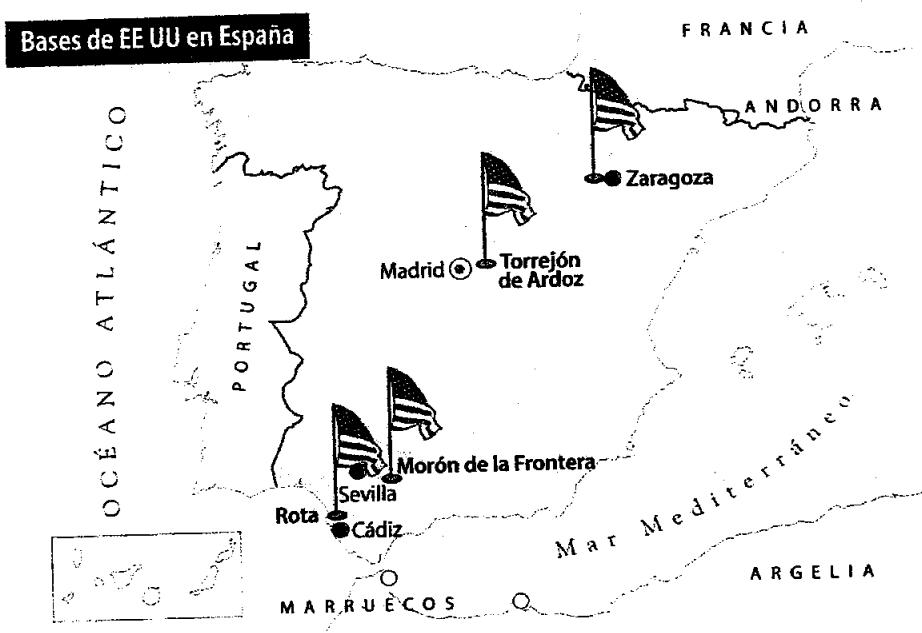 Bases de EE UU en España
FRANCIA
ANDORRA
OCÉANO ATLÁNTICO
Zaragoza
PORTUGAL
Madrid
Torrejón
de Ardoz
Morón de la Frontera
Sevilla
Rota
Cádiz
Mar Mediterráneo
ARGELIA
MARRUECOS